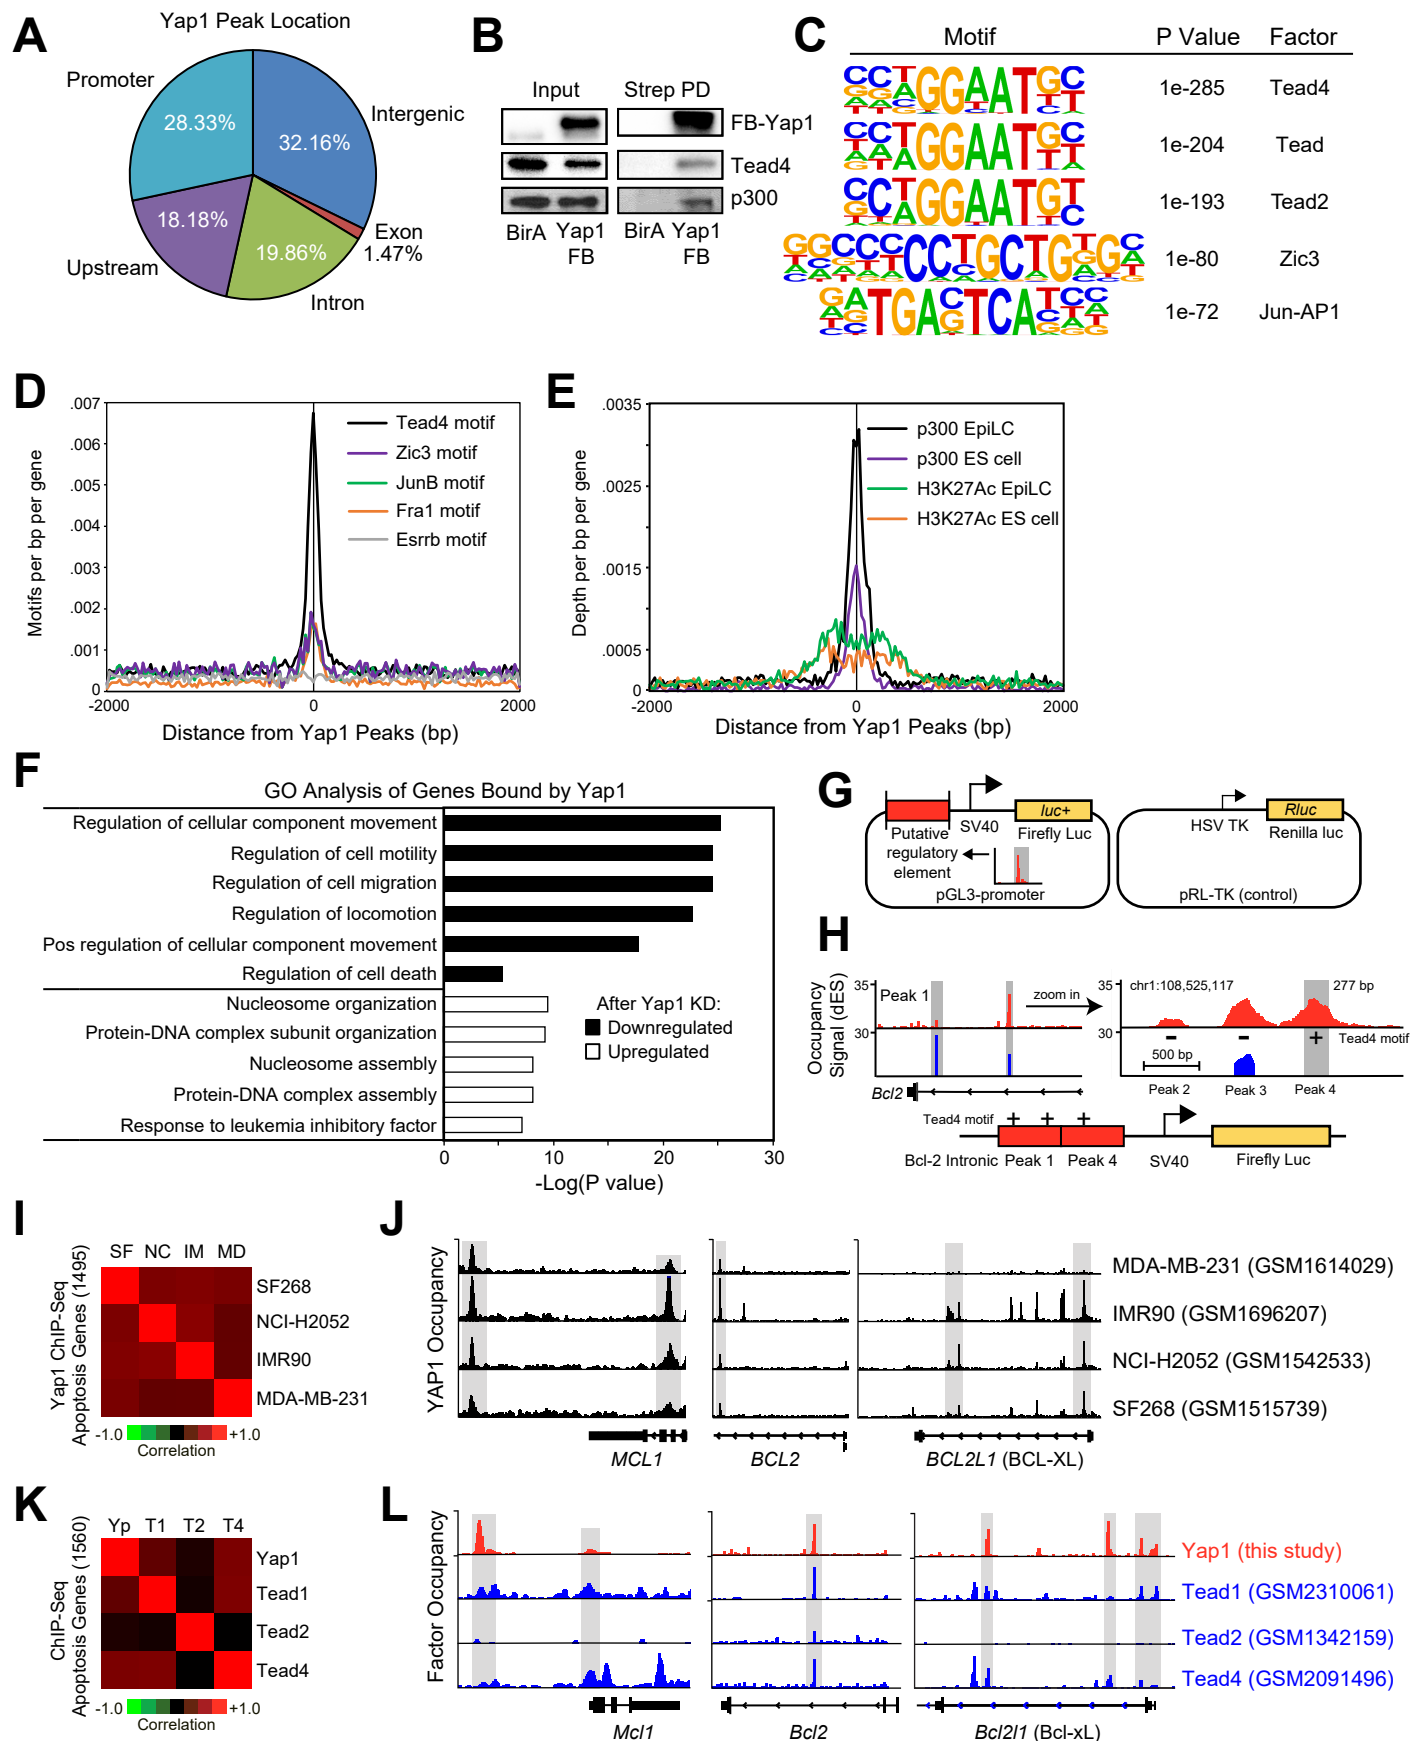 A
Yap1 Peak Location
Promoter
28.33%
Intergenic
32.16%
Exon
1.47%
18.18%
19.86%
Upstream
Intron
B
Input
Strep PD
FB-Yap1
Tead4
p300
BirA Yap1 BirA Yap1
FB FB
C
Motif P Value Factor
1e-285 Tead4
1e-204 Tead
1e-193 Tead2
1e-80 Zic3
1e-72 Jun-AP1
D
Motifs per bp per gene
.007
.006
.005
.004
.003
.002
.001
0
Tead4 motif
Zic3 motif
JunB motif
Fra1 motif
Esrrb motif
-2000 0 2000
Distance from Yap1 Peaks (bp)
E
Depth per bp per gene
.0035
.0025
.0015
.0005
0
p300 EpiLC
p300 ES cell
H3K27Ac EpiLC
H3K27Ac ES cell
-2000 0 2000
Distance from Yap1 Peaks (bp)
F
GO Analysis of Genes Bound by Yap1
Regulation of cellular component movement
Regulation of cell motility
Regulation of cell migration
Regulation of locomotion
Pos regulation of cellular component movement
Regulation of cell death
Nucleosome organization
Protein-DNA complex subunit organization
Nucleosome assembly
Protein-DNA complex assembly
Response to leukemia inhibitory factor
After Yap1 KD:
Downregulated
Upregulated
0 10 20 30
-Log(P value)
G
Putative
regulatory
element
SV40
luc+
Firefly Luc
pGL3-promoter
HSV TK
Rluc
Renilla luc
pRL-TK (control)
H
Occupancy
Signal (dES)
35
30
Peak 1
zoom in
Bcl2
35
30
chr1:108,525,117
277 bp
- - + Tead4 motif
500 bp
Peak 2 Peak 3 Peak 4
Tead4 motif + + +
Bcl-2 Intronic Peak 1 Peak 4 SV40 Firefly Luc
I
Yap1 ChIP-Seq
Apoptosis Genes (1495)
SF NC IM MD
SF268
NCI-H2052
IMR90
MDA-MB-231
-1.0 +1.0
Correlation
J
YAP1 Occupancy
MDA-MB-231 (GSM1614029)
IMR90 (GSM1696207)
NCI-H2052 (GSM1542533)
SF268 (GSM1515739)
MCL1 BCL2 BCL2L1 (BCL-XL)
K
ChIP-Seq
Apoptosis Genes (1560)
Yp T1 T2 T4
Yap1
Tead1
Tead2
Tead4
-1.0 +1.0
Correlation
L
Factor Occupancy
Yap1 (this study)
Tead1 (GSM2310061)
Tead2 (GSM1342159)
Tead4 (GSM2091496)
Mcl1 Bcl2 Bcl2l1 (Bcl-xL)